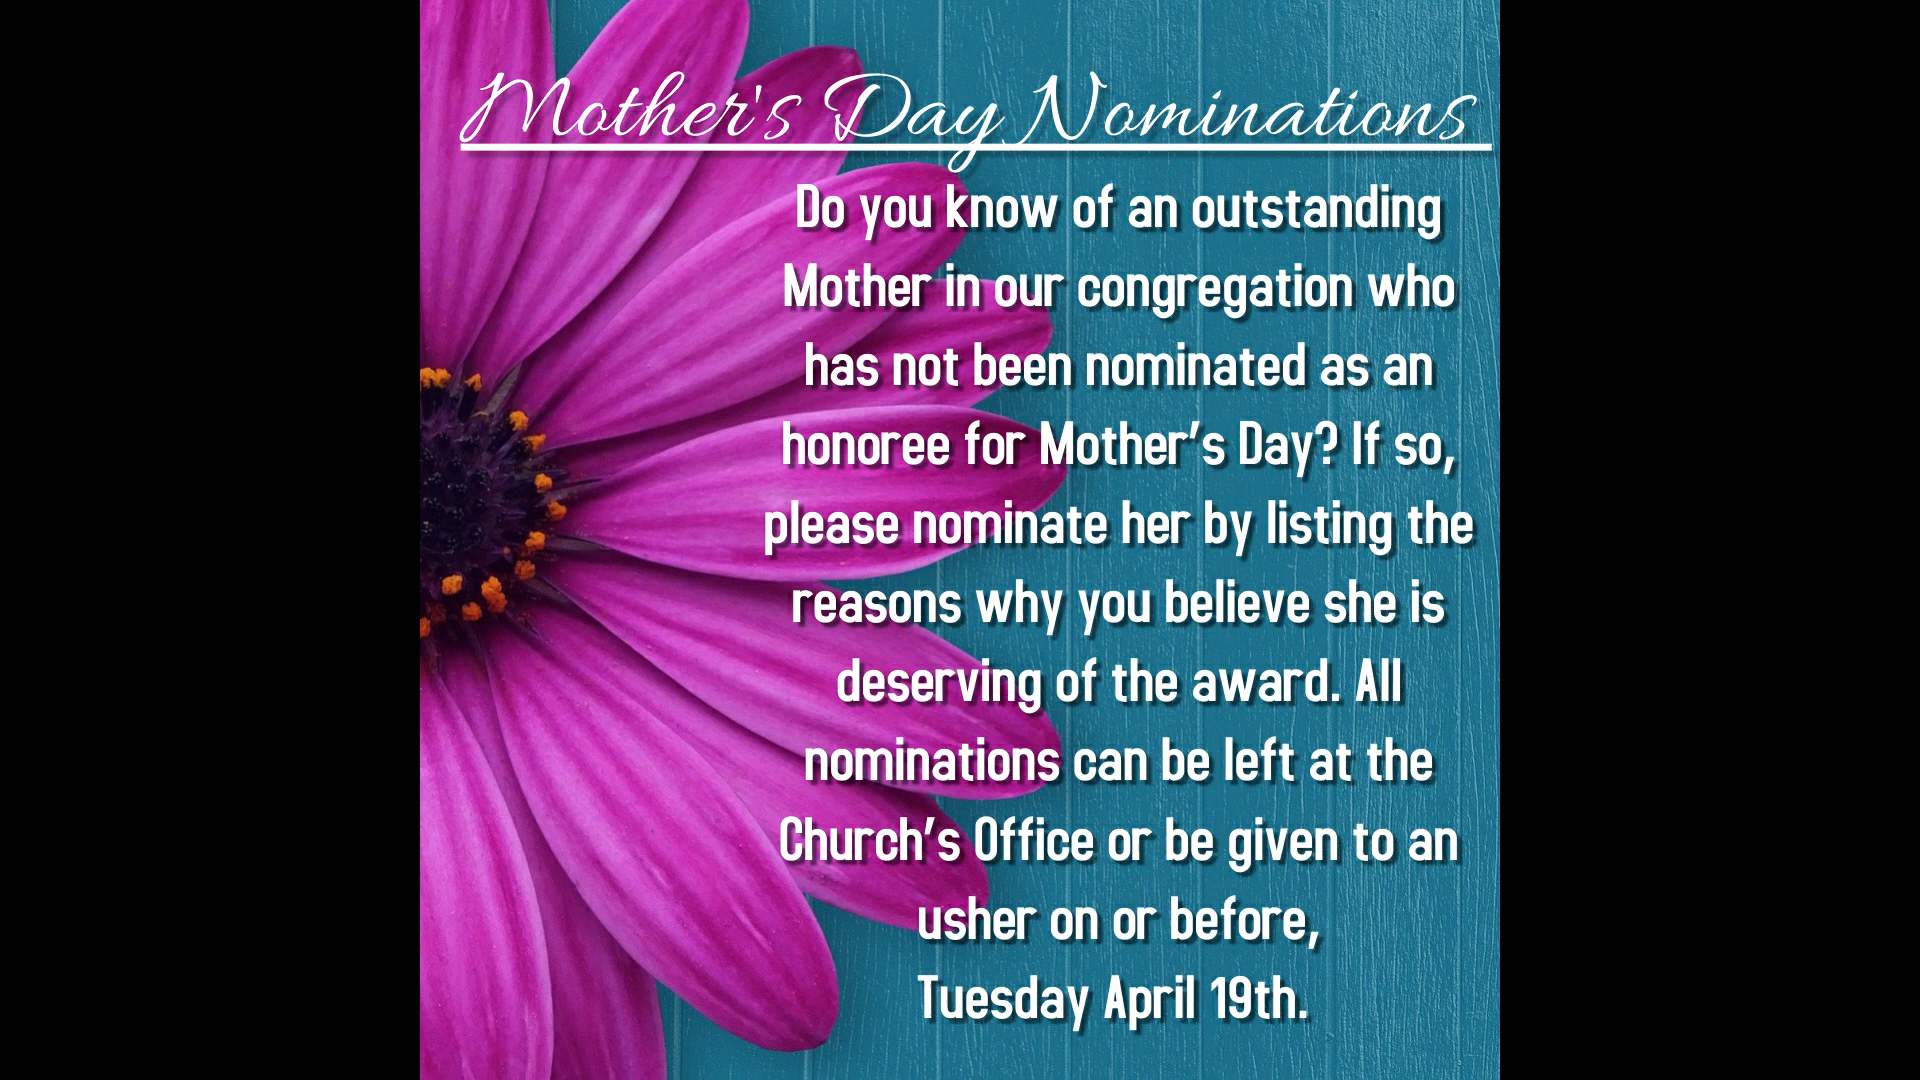 Mother's Day Nominations
Do you know of an outstanding
Mother in our congregation who
has not been nominated as an
honoree for Mother's Day? If so,
please nominate her by listing the
reasons why you believe she is
deserving of the award. All
nominations can be left at the
Church's Office or be given to an
usher on or before,
Tuesday April 19th.